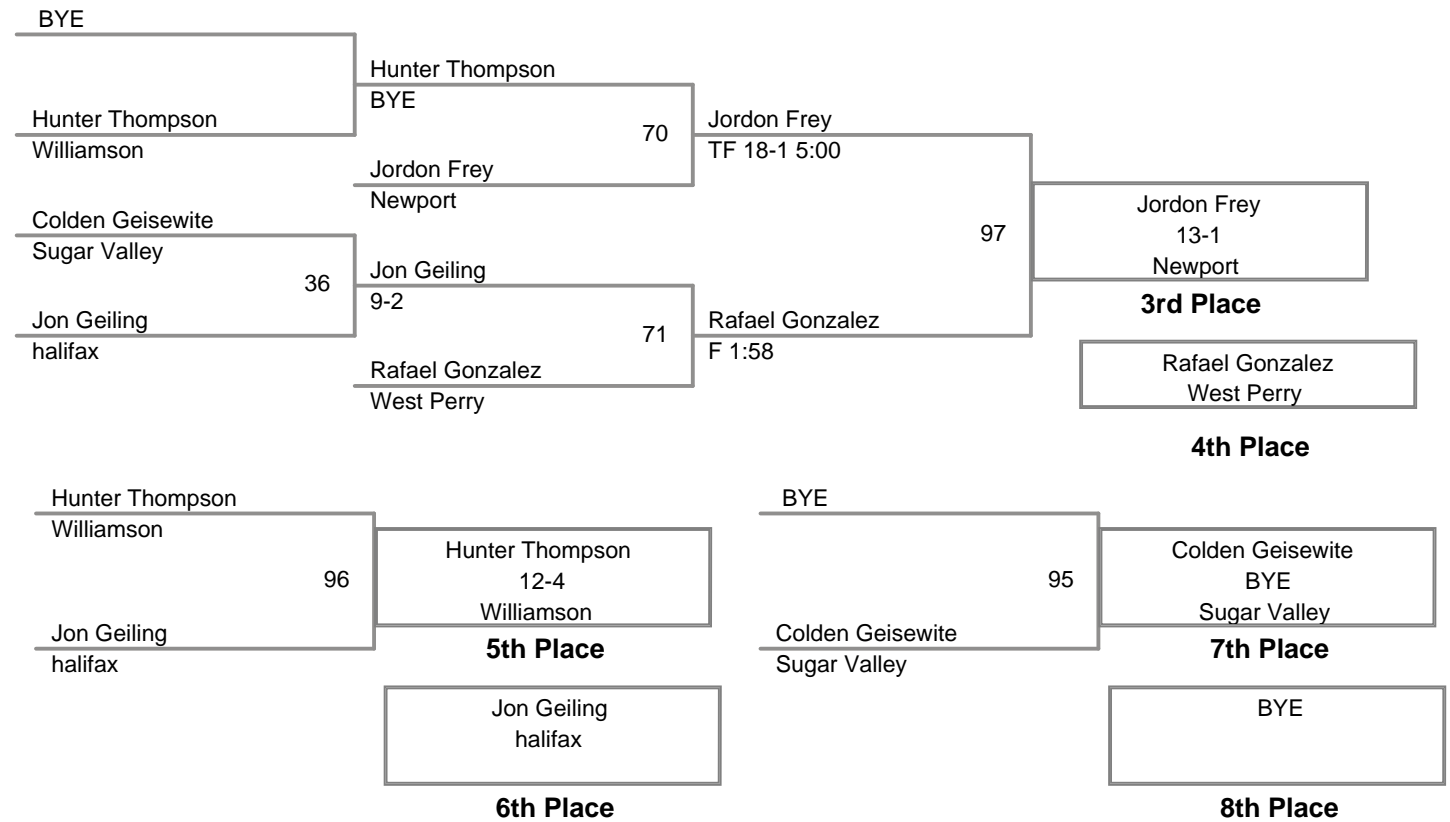 BYE
Hunter Thompson
Williamson
Colden Geisewite
Sugar Valley
36
Jon Geiling
halifax
Hunter Thompson
BYE
70
Jordon Frey
Newport
Jon Geiling
9-2
71
Rafael Gonzalez
West Perry
Jordon Frey
TF 18-1 5:00
97
Rafael Gonzalez
F 1:58
Jordon Frey
13-1
Newport
3rd Place
Rafael Gonzalez
West Perry
4th Place
Hunter Thompson
Williamson
96
Jon Geiling
halifax
Hunter Thompson
12-4
Williamson
5th Place
Jon Geiling
halifax
6th Place
BYE
95
Colden Geisewite
Sugar Valley
Colden Geisewite
BYE
Sugar Valley
7th Place
BYE
8th Place